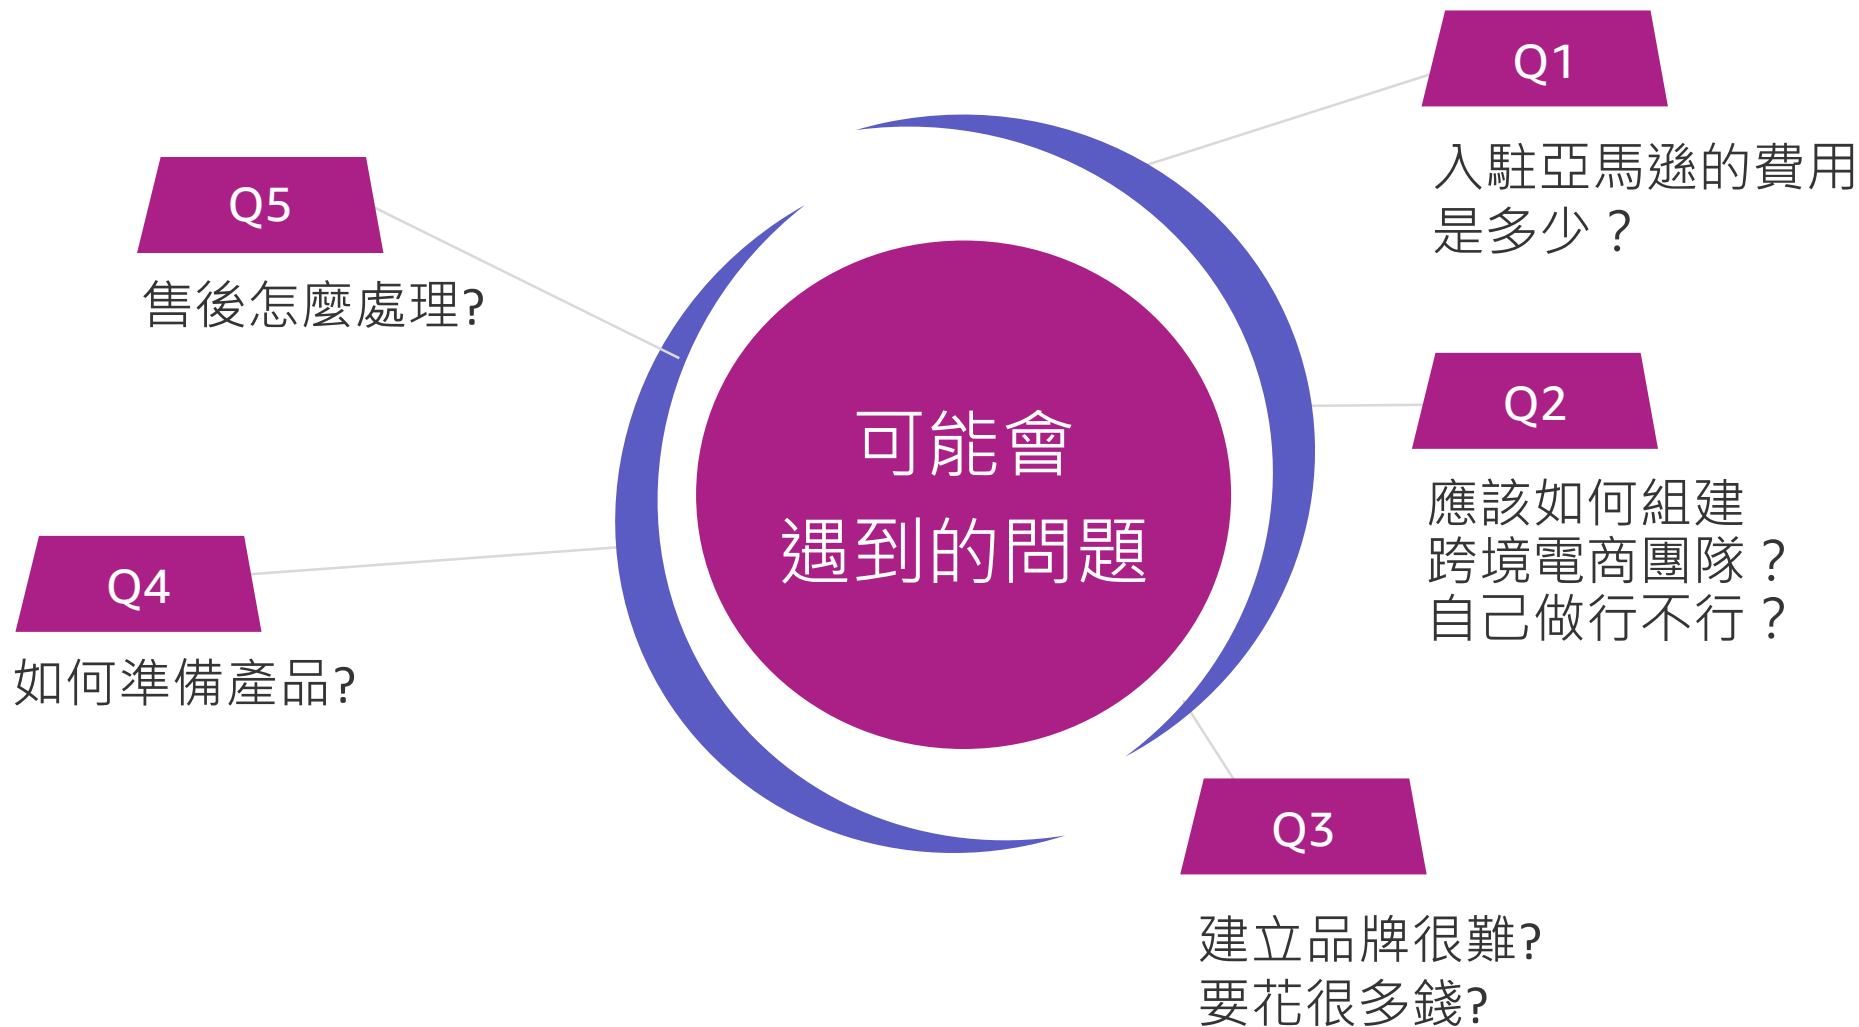 可能會
遇到的問題
Q1
入駐亞馬遜的費用
是多少？
Q2
應該如何組建
跨境電商團隊？
自己做行不行？
Q3
建立品牌很難?
要花很多錢?
Q4
如何準備產品?
Q5
售後怎麼處理?